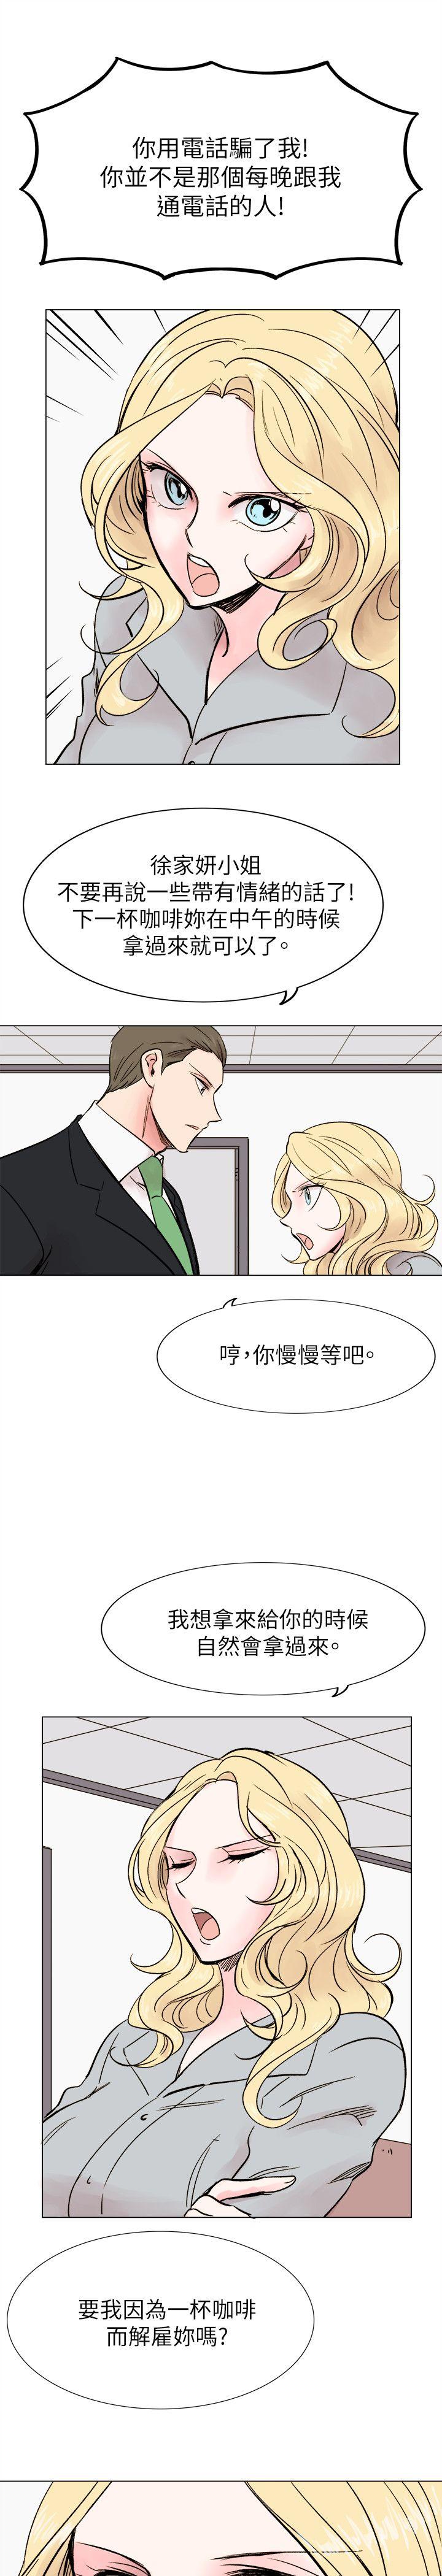 你用電話騙了我!
你並不是那個每晚跟我
通電話的人!
徐家妍小姐
不要再說一些帶有情緒的話了!
下一杯咖啡妳在中午的時候
拿過來就可以了。
哼,你慢慢等吧。
我想拿來給你的時候
自然會拿過來。
要我因為一杯咖啡
而解雇妳嗎?